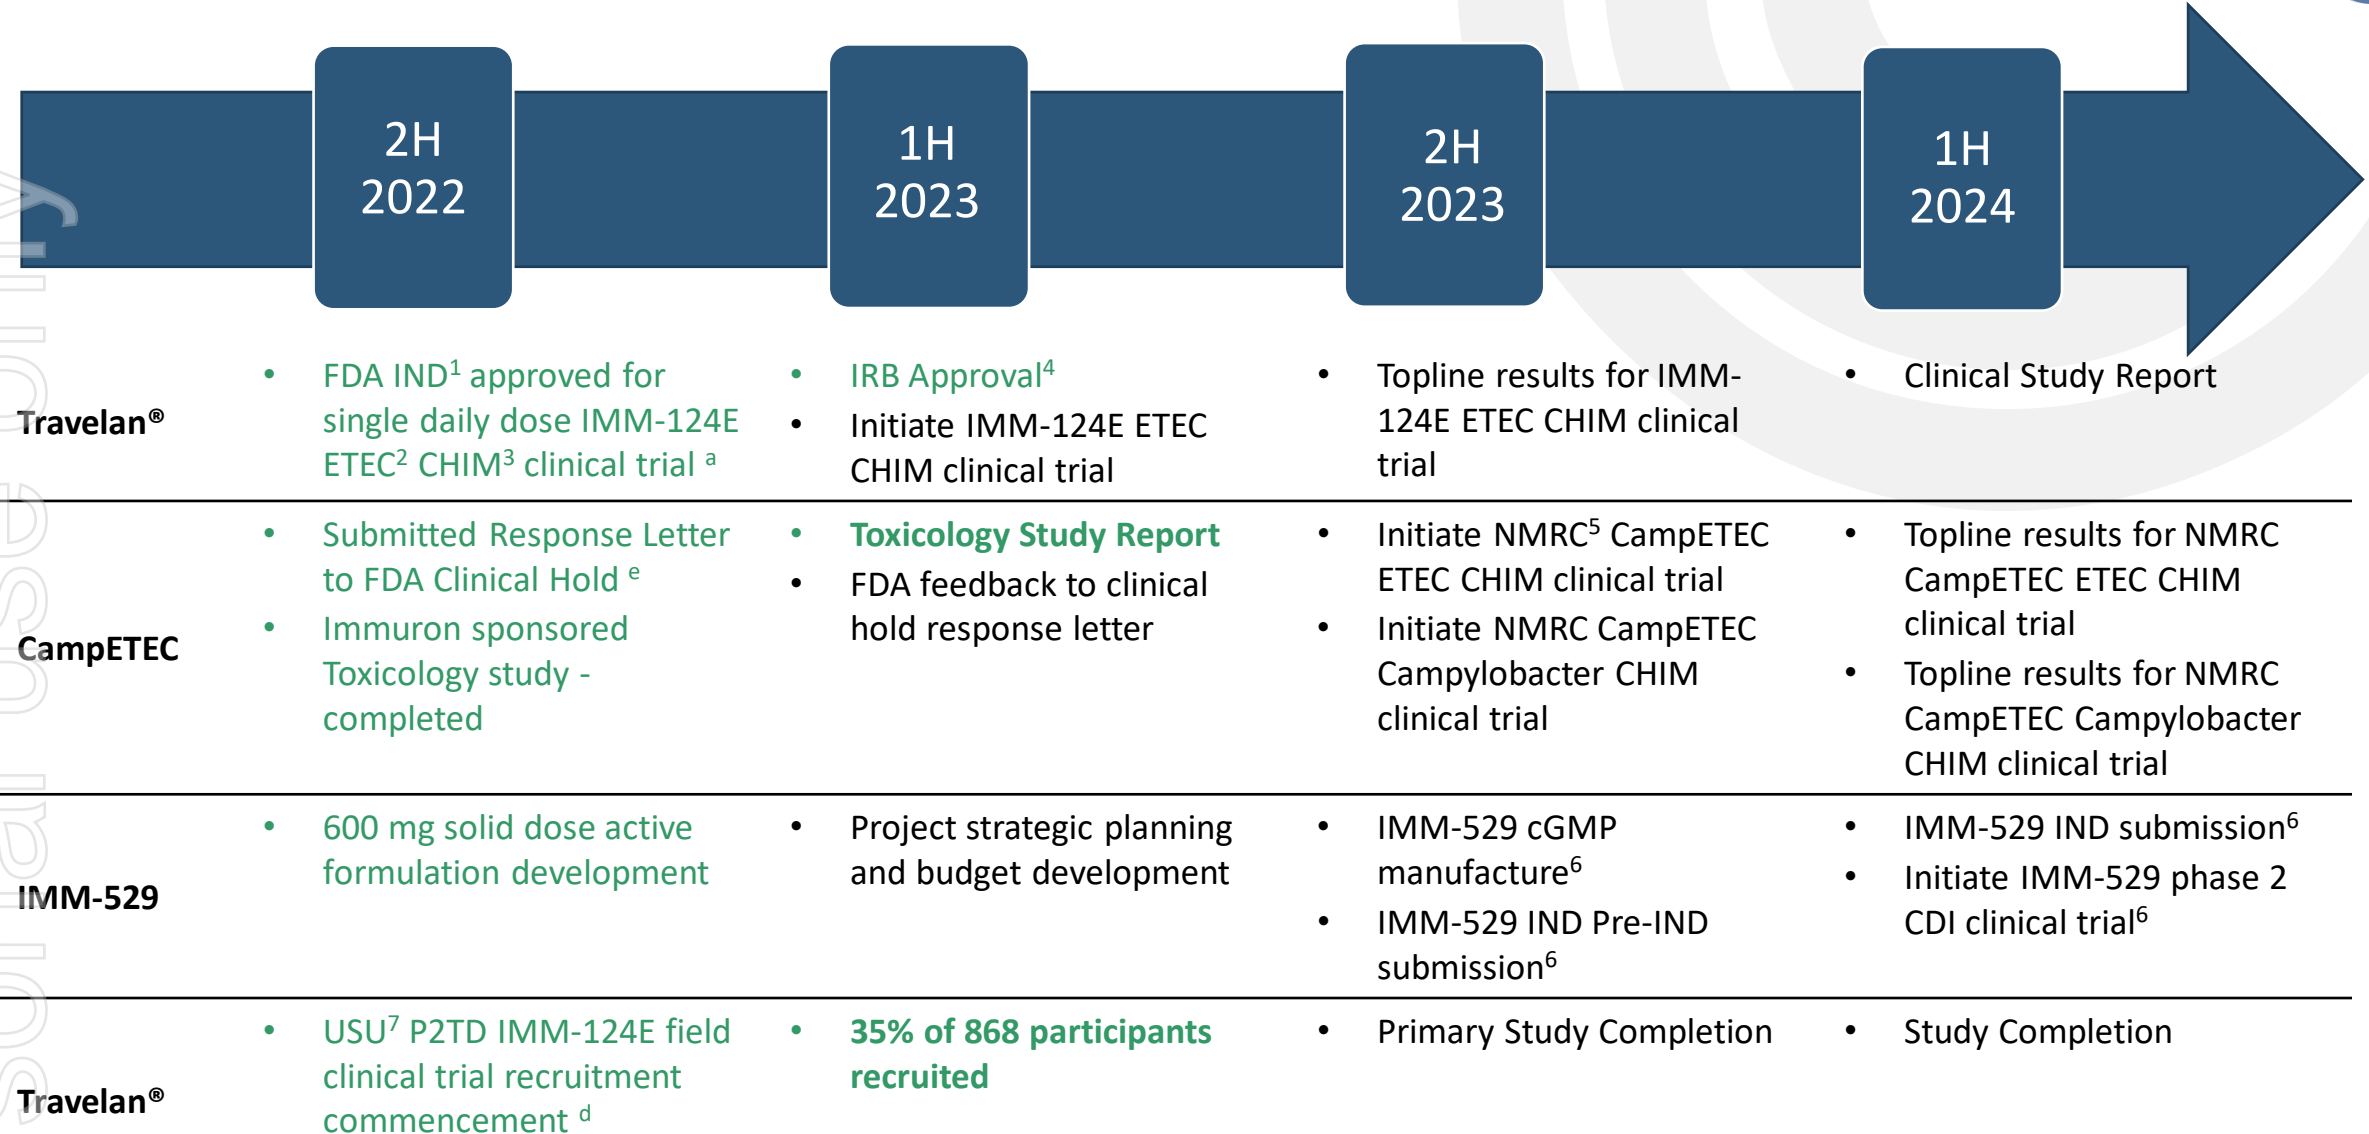 2H
2022
1H
2023
2H
2023
1H
2024
Travelan®
• FDA IND¹ approved for
single daily dose IMM-124E
ETEC² CHIM³ clinical trial ᵃ
• IRB Approval⁴
• Initiate IMM-124E ETEC
CHIM clinical trial
• Topline results for IMM-
124E ETEC CHIM clinical
trial
• Clinical Study Report
CampETEC
• Submitted Response Letter
to FDA Clinical Hold ᵉ
• Immuron sponsored
Toxicology study -
completed
• Toxicology Study Report
• FDA feedback to clinical
hold response letter
• Initiate NMRC⁵ CampETEC
ETEC CHIM clinical trial
• Initiate NMRC CampETEC
Campylobacter CHIM
clinical trial
• Topline results for NMRC
CampETEC ETEC CHIM
clinical trial
• Topline results for NMRC
CampETEC Campylobacter
CHIM clinical trial
IMM-529
• 600 mg solid dose active
formulation development
• Project strategic planning
and budget development
• IMM-529 cGMP
manufacture⁶
• IMM-529 IND Pre-IND
submission⁶
• IMM-529 IND submission⁶
• Initiate IMM-529 phase 2
CDI clinical trial⁶
Travelan®
• USU⁷ P2TD IMM-124E field
clinical trial recruitment
commencement ᵈ
• 35% of 868 participants
recruited
• Primary Study Completion
• Study Completion
sonal use only